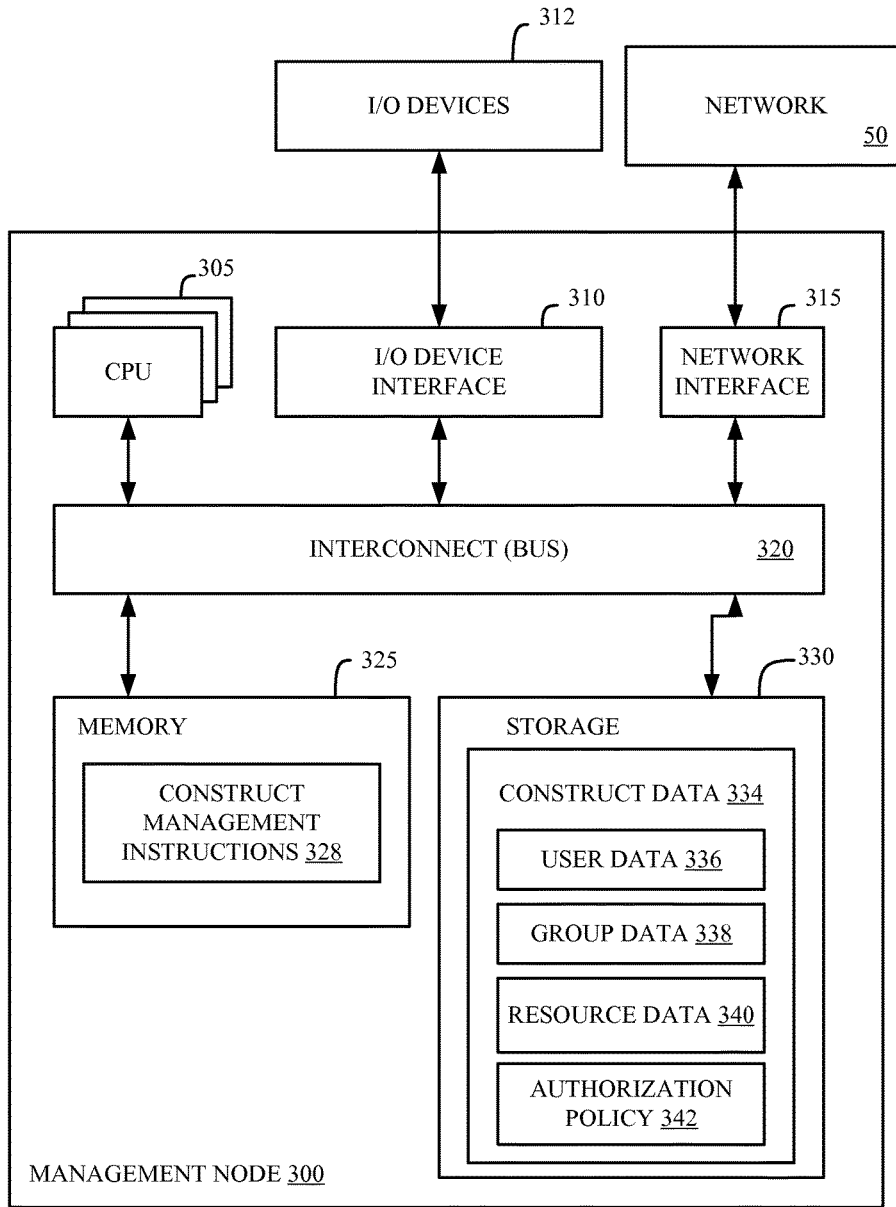 312
I/O DEVICES
NETWORK
50
305
CPU
310
I/O DEVICE
INTERFACE
315
NETWORK
INTERFACE
INTERCONNECT (BUS)
320
325
MEMORY
CONSTRUCT
MANAGEMENT
INSTRUCTIONS 328
330
STORAGE
CONSTRUCT DATA 334
USER DATA 336
GROUP DATA 338
RESOURCE DATA 340
AUTHORIZATION
POLICY 342
MANAGEMENT NODE 300